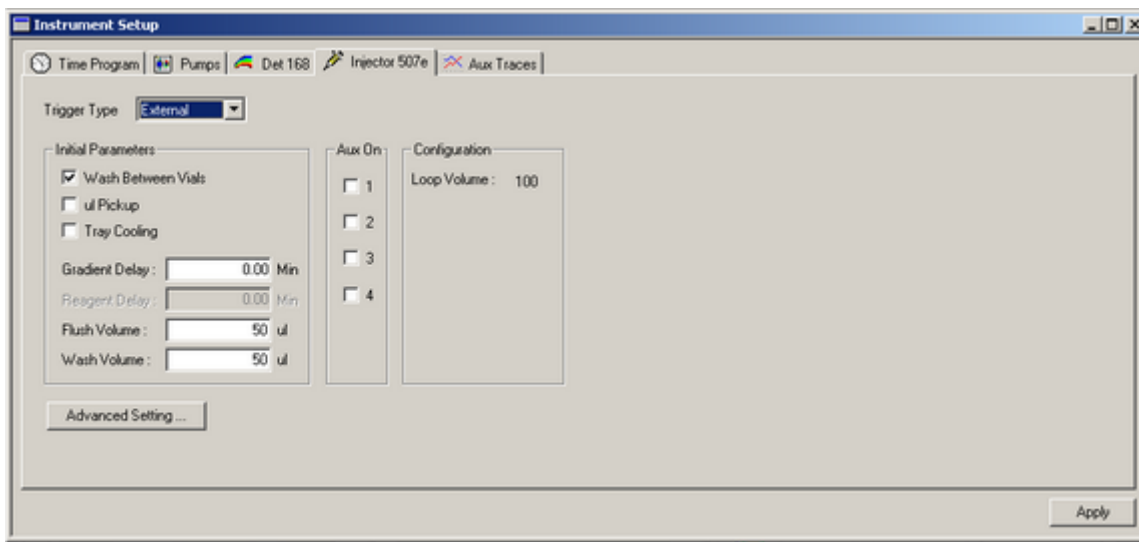 Instrument Setup
Time Program Pumps Det 168 Injector 507e Aux Traces
Trigger Type External
Initial Parameters Aux On Configuration
Wash Between Vials 1 Loop Volume : 100
ul Pickup 2
Tray Cooling 3
Gradient Delay : 0.00 Min 4
Reagent Delay : 0.00 Min
Flush Volume : 50 ul
Wash Volume : 50 ul
Advanced Setting ...
Apply